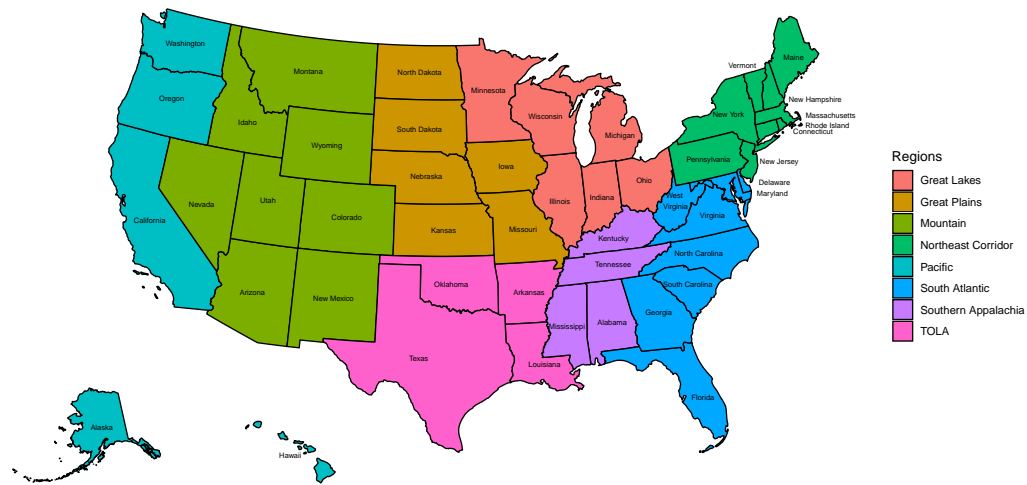 Washington
Oregon
California
Nevada
Idaho
Montana
Wyoming
Utah
Colorado
Arizona
New Mexico
North Dakota
South Dakota
Nebraska
Kansas
Iowa
Missouri
Minnesota
Wisconsin
Michigan
Illinois
Indiana
Ohio
Oklahoma
Texas
Arkansas
Louisiana
Kentucky
Tennessee
Mississippi
Alabama
West
Virginia
Virginia
North Carolina
South Carolina
Georgia
Florida
Maine
Vermont
New Hampshire
Massachusetts
Rhode Island
Connecticut
New York
Pennsylvania
New Jersey
Delaware
Maryland
Alaska
Hawaii
Regions
Great Lakes
Great Plains
Mountain
Northeast Corridor
Pacific
South Atlantic
Southern Appalachia
TOLA